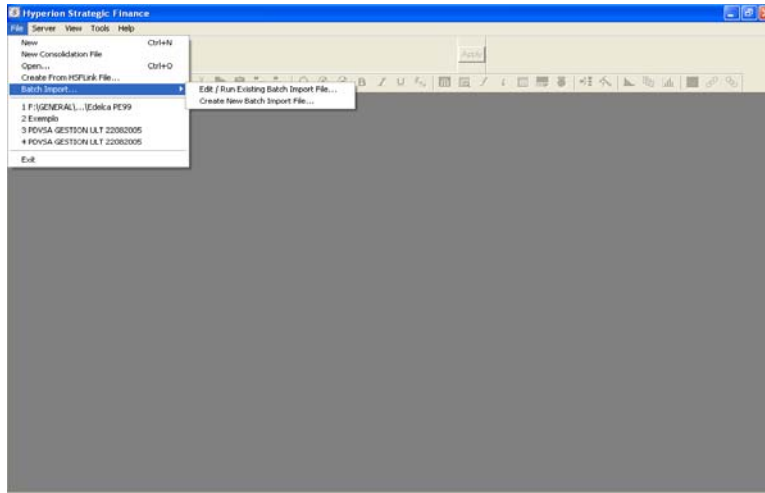 Hyperion Strategic Finance
File Server View Tools Help
New Ctrl+N
New Consolidation File
Open... Ctrl+O
Create From HSFLink File...
Batch Import...
Edit / Run Existing Batch Import File...
Create New Batch Import File...
1 F:\GENERAL\...\Edelca PE99
2 Exemplo
3 PDVSA GESTION ULT 22082005
4 PDVSA GESTION ULT 22082005
Exit
Apply
B I U